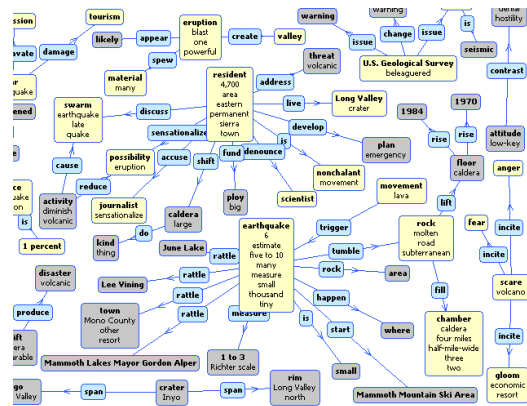 ssion
tourism
eruption
blast
one
powerful
likely
appear
create
valley
warning
warning
issue
change
issue
is
U.S. Geological Survey
beleaguered
seismic
denial
hostility
contrast
attitude
low-key
damage
spew
material
many
quake
resident
4,700
area
eastern
permanent
sierra
town
address
threat
volcanic
live
Long Valley
crater
develop
plan
emergency
is
nonchalant
movement
denounce
scientist
fund
ploy
big
shift
caldera
large
do
kind
thing
accuse
journalist
sensationalize
sensationalize
possibility
eruption
discuss
swarm
earthquake
late
quake
cause
reduce
activity
diminish
volcanic
is
1 percent
1984
1970
rise
rise
floor
caldera
lift
rock
molten
road
subterranean
fill
chamber
caldera
four miles
half-mile-wide
three
two
movement
lava
trigger
tumble
earthquake
6
estimate
five to 10
many
measure
small
thousand
tiny
rock
area
happen
where
start
Mammoth Mountain Ski Area
is
small
measure
1 to 3
Richter scale
rattle
June Lake
rattle
Lee Vining
rattle
town
Mono County
other
resort
rattle
Mammoth Lakes Mayor Gordon Alper
anger
incite
fear
incite
scare
volcano
incite
gloom
economic
resort
disaster
volcanic
produce
Valley
span
crater
Inyo
span
rim
Long Valley
north